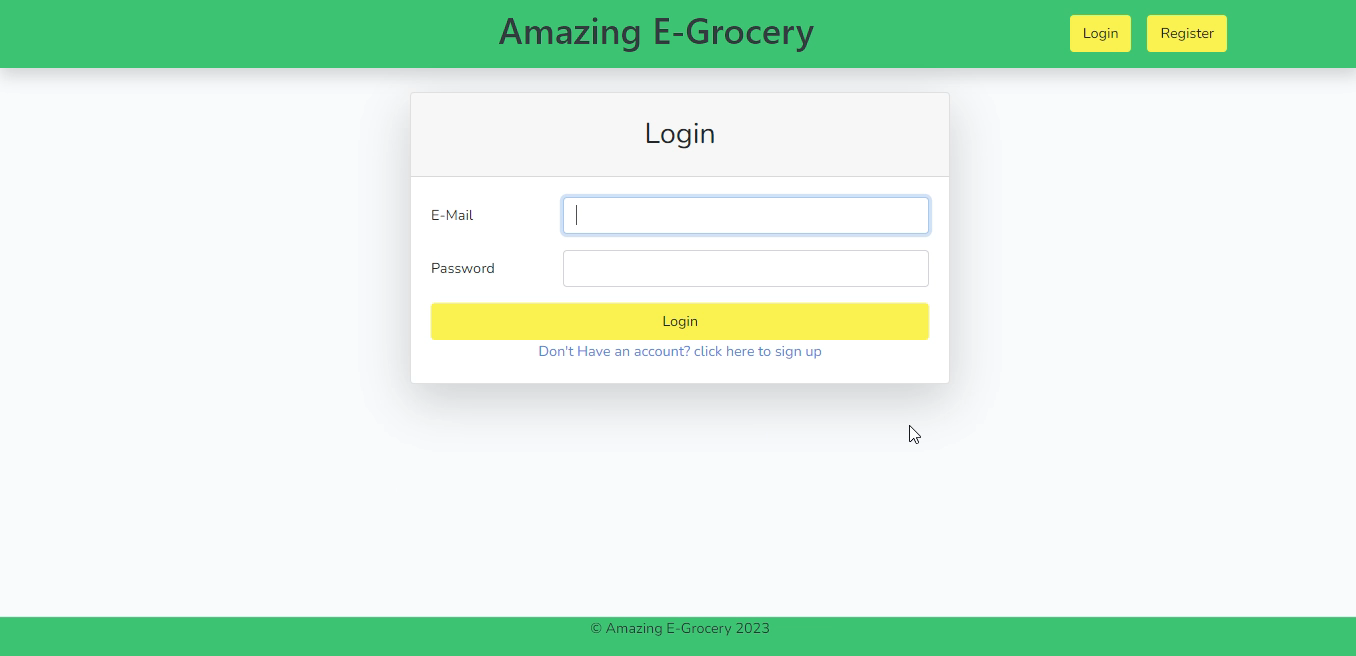 Amazing E-Grocery
Login
Register
Login
E-Mail
Password
Login
Don't Have an account? click here to sign up
© Amazing E-Grocery 2023